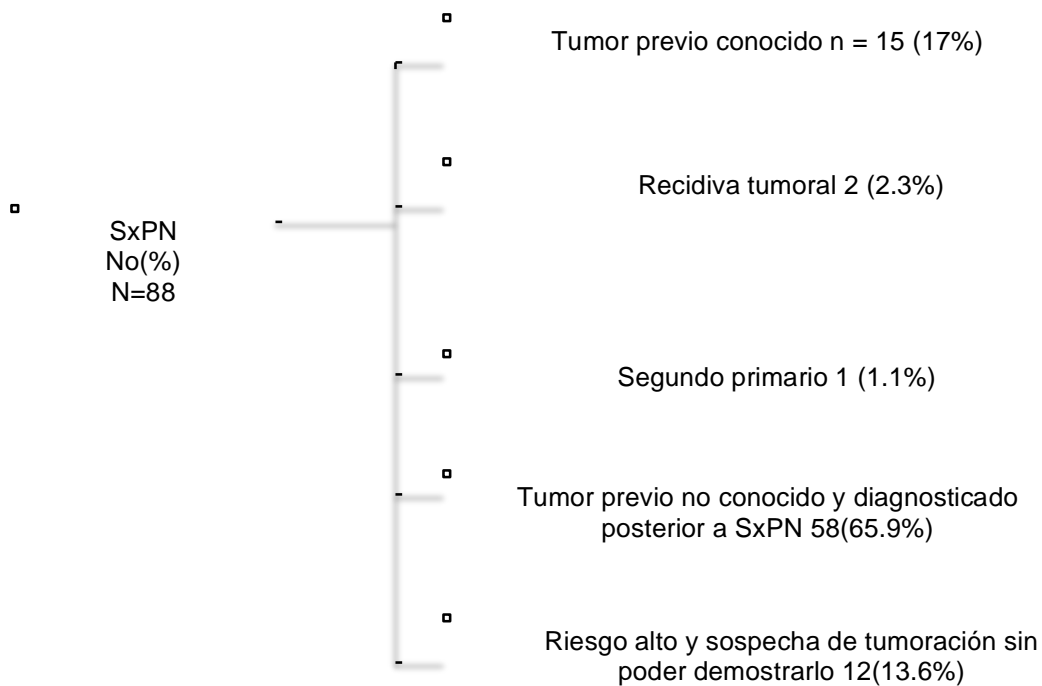 Tumor previo conocido n = 15 (17%)
Recidiva tumoral 2 (2.3%)
SxPN
No(%)
N=88
Segundo primario 1 (1.1%)
Tumor previo no conocido y diagnosticado
posterior a SxPN 58(65.9%)
Riesgo alto y sospecha de tumoración sin
poder demostrarlo 12(13.6%)